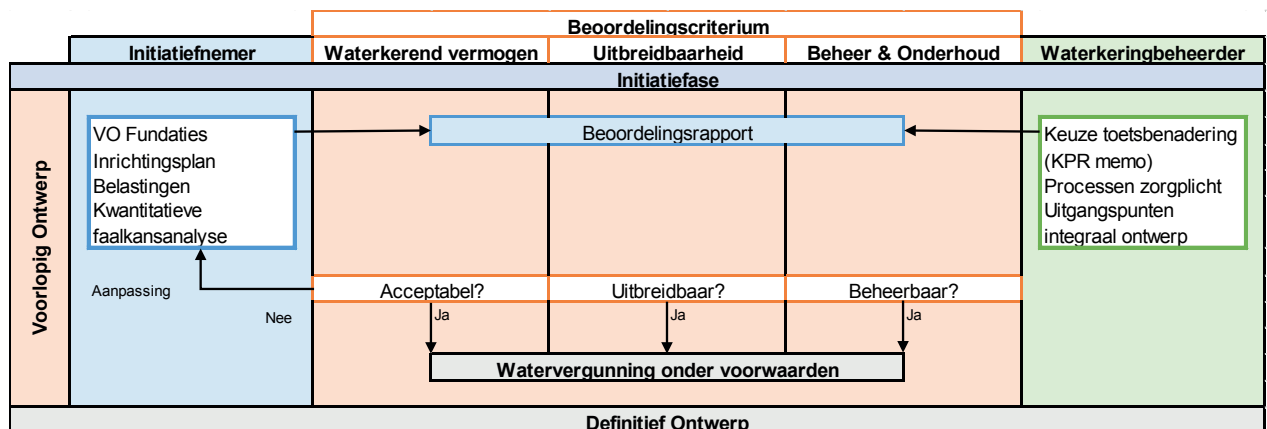 Beoordelingscriterium
Initiatiefnemer
Waterkerend vermogen
Uitbreidbaarheid
Beheer & Onderhoud
Waterkeringbeheerder
Initiatiefase
Voorlopig Ontwerp
VO Fundaties
Inrichtingsplan
Belastingen
Kwantitatieve
faalkansanalyse
Beoordelingsrapport
Keuze toetsbenadering
(KPR memo)
Processen zorgplicht
Uitgangspunten
integraal ontwerp
Aanpassing
Nee
Acceptabel?
Uitbreidbaar?
Beheerbaar?
Ja
Ja
Ja
Watervergunning onder voorwaarden
Definitief Ontwerp